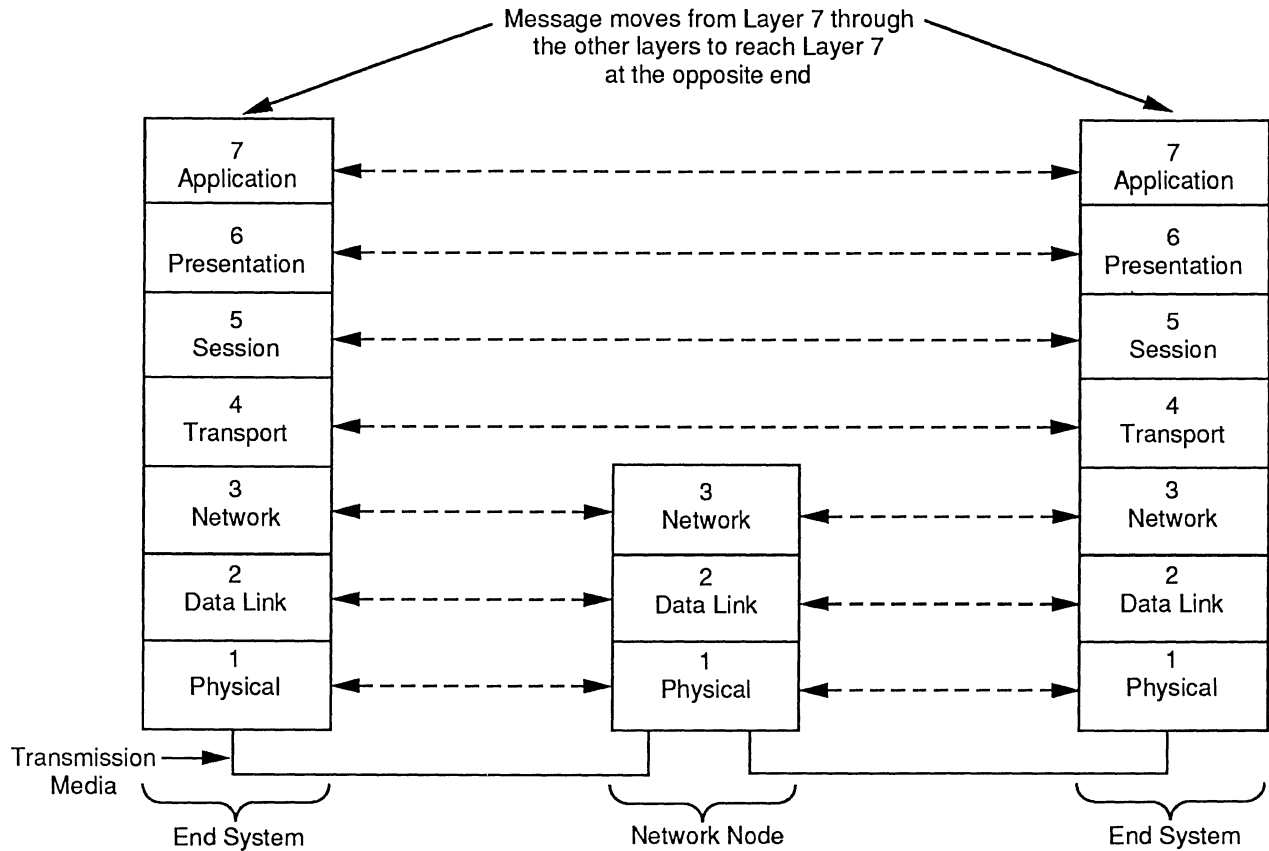 Message moves from Layer 7 through
the other layers to reach Layer 7
at the opposite end
7
Application
6
Presentation
5
Session
4
Transport
3
Network
2
Data Link
1
Physical
3
Network
2
Data Link
1
Physical
7
Application
6
Presentation
5
Session
4
Transport
3
Network
2
Data Link
1
Physical
Transmission
Media
End System
Network Node
End System